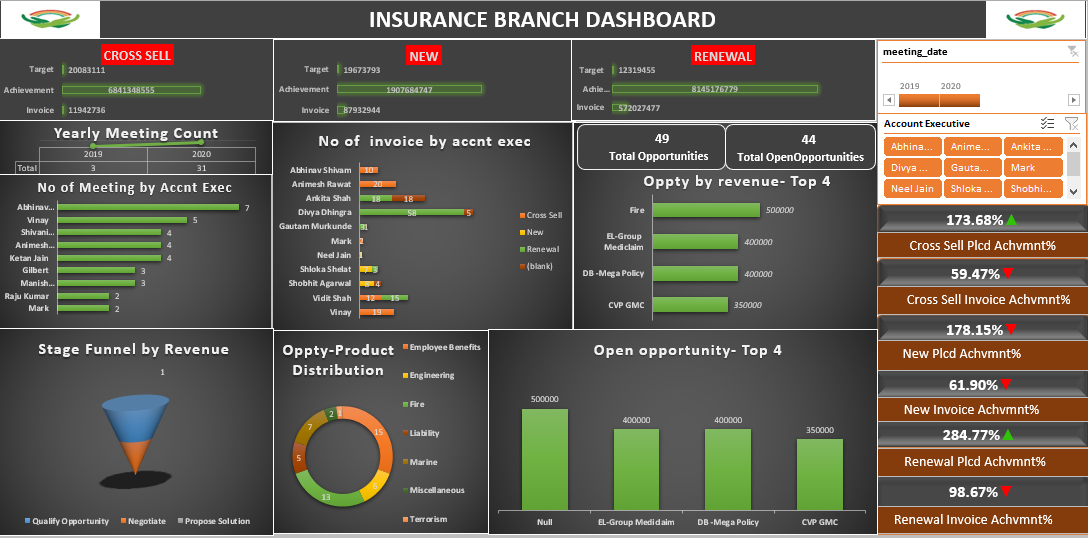 INSURANCE BRANCH DASHBOARD
CROSS SELL
Target 20083111
Achievement 6841348555
Invoice 11942736
NEW
Target 19673793
Achievement 1907684747
Invoice 87932944
RENEWAL
Target 12319455
Achie... 8145176779
Invoice 572027477
meeting_date
2019 2020
Account Executive
Abhina... Anime... Ankita ...
Divya ... Gauta... Mark
Neel Jain Shloka ... Shobhi...
Yearly Meeting Count
2019 2020
Total 3 31
No of Meeting by Accnt Exec
Abhinav... 7
Vinay 5
Shivani... 4
Animesh... 4
Ketan Jain 4
Gilbert 3
Manish... 3
Raju Kumar 2
Mark 2
No of invoice by accnt exec
Abhinav Shivam 10
Animesh Rawat 20
Ankita Shah 18 18
Divya Dhingra 58 5
Gautam Murkunde
Mark
Neel Jain 1
Shloka Shelat 7 3
Shobhit Agarwal 8 4
Vidit Shah 12 15
Vinay 19
Cross Sell
New
Renewal
(blank)
49
Total Opportunities
44
Total OpenOpportunities
Oppty by revenue- Top 4
Fire 500000
EL-Group
Mediclaim 400000
DB -Mega Policy 400000
CVP GMC 350000
173.68%
Cross Sell Plcd Achvmnt%
59.47%
Cross Sell Invoice Achvmnt%
178.15%
New Plcd Achvmnt%
61.90%
New Invoice Achvmnt%
284.77%
Renewal Plcd Achvmnt%
98.67%
Renewal Invoice Achvmnt%
Stage Funnel by Revenue
1
Qualify Opportunity Negotiate Propose Solution
Oppty-Product
Distribution
15
6
13
5
7
2
1
Employee Benefits
Engineering
Fire
Liability
Marine
Miscellaneous
Terrorism
Open opportunity- Top 4
500000 400000 400000 350000
Null EL-Group Mediclaim DB -Mega Policy CVP GMC